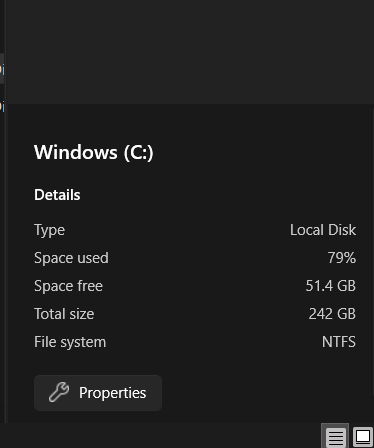 Windows (C:)
Details
Type Local Disk
Space used 79%
Space free 51.4 GB
Total size 242 GB
File system NTFS
Properties